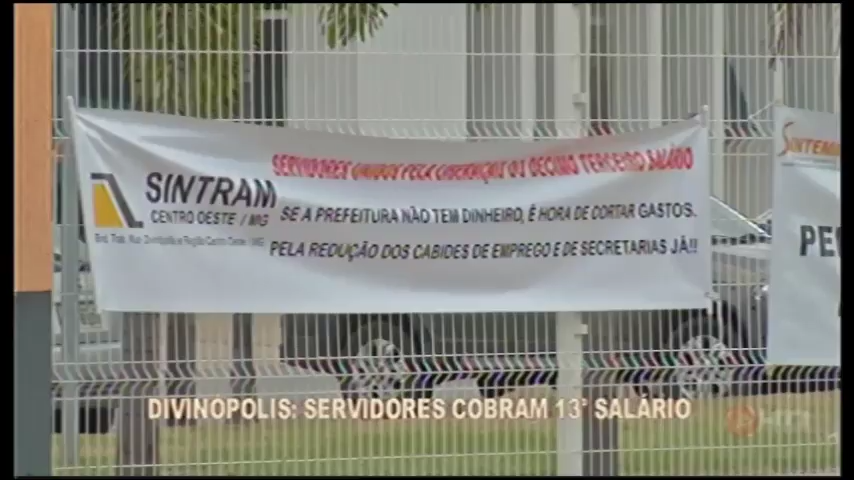 SERVIDORES UNIDOS PELA LIBERAÇÃO DO DÉCIMO TERCEIRO SALÁRIO
SINTRAM
CENTRO OESTE / MG
SE A PREFEITURA NÃO TEM DINHEIRO, É HORA DE CORTAR GASTOS.
PELA REDUÇÃO DOS CABIDES DE EMPREGO E DE SECRETARIAS JÁ!!
SINTEM
PE
DIVINÓPOLIS: SERVIDORES COBRAM 13° SALÁRIO